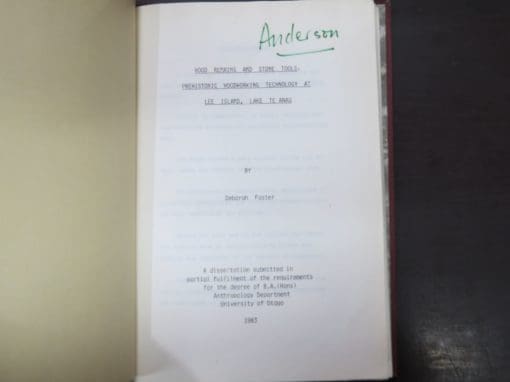 Anderson
WOOD REMAINS AND STONE TOOLS:
PREHISTORIC WOODWORKING TECHNOLOGY AT
LEE ISLAND, LAKE TE ANAU
BY
Deborah Foster
A dissertation submitted in
partial fulfilment of the requirements
for the degree of B.A.(Hons)
Anthropology Department
University of Otago
1983